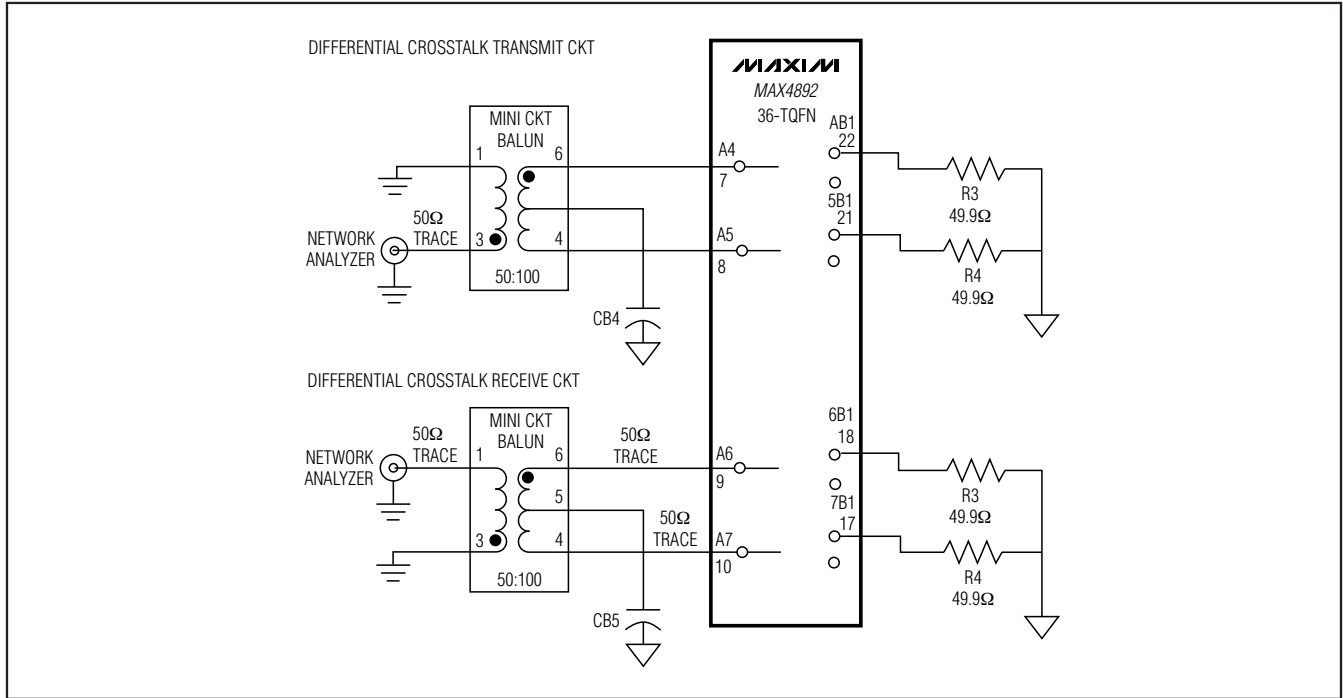 DIFFERENTIAL CROSSTALK TRANSMIT CKT
MAXIM
MAX4892
36-TQFN
MINI CKT
BALUN
1
6
3
4
50:100
50Ω
TRACE
NETWORK
ANALYZER
CB4
A4
7
A5
8
AB1
22
5B1
21
R3
49.9Ω
R4
49.9Ω
DIFFERENTIAL CROSSTALK RECEIVE CKT
MINI CKT
BALUN
1
6
5
3
4
50:100
50Ω
TRACE
NETWORK
ANALYZER
50Ω
TRACE
50Ω
TRACE
CB5
A6
9
A7
10
6B1
18
7B1
17
R3
49.9Ω
R4
49.9Ω